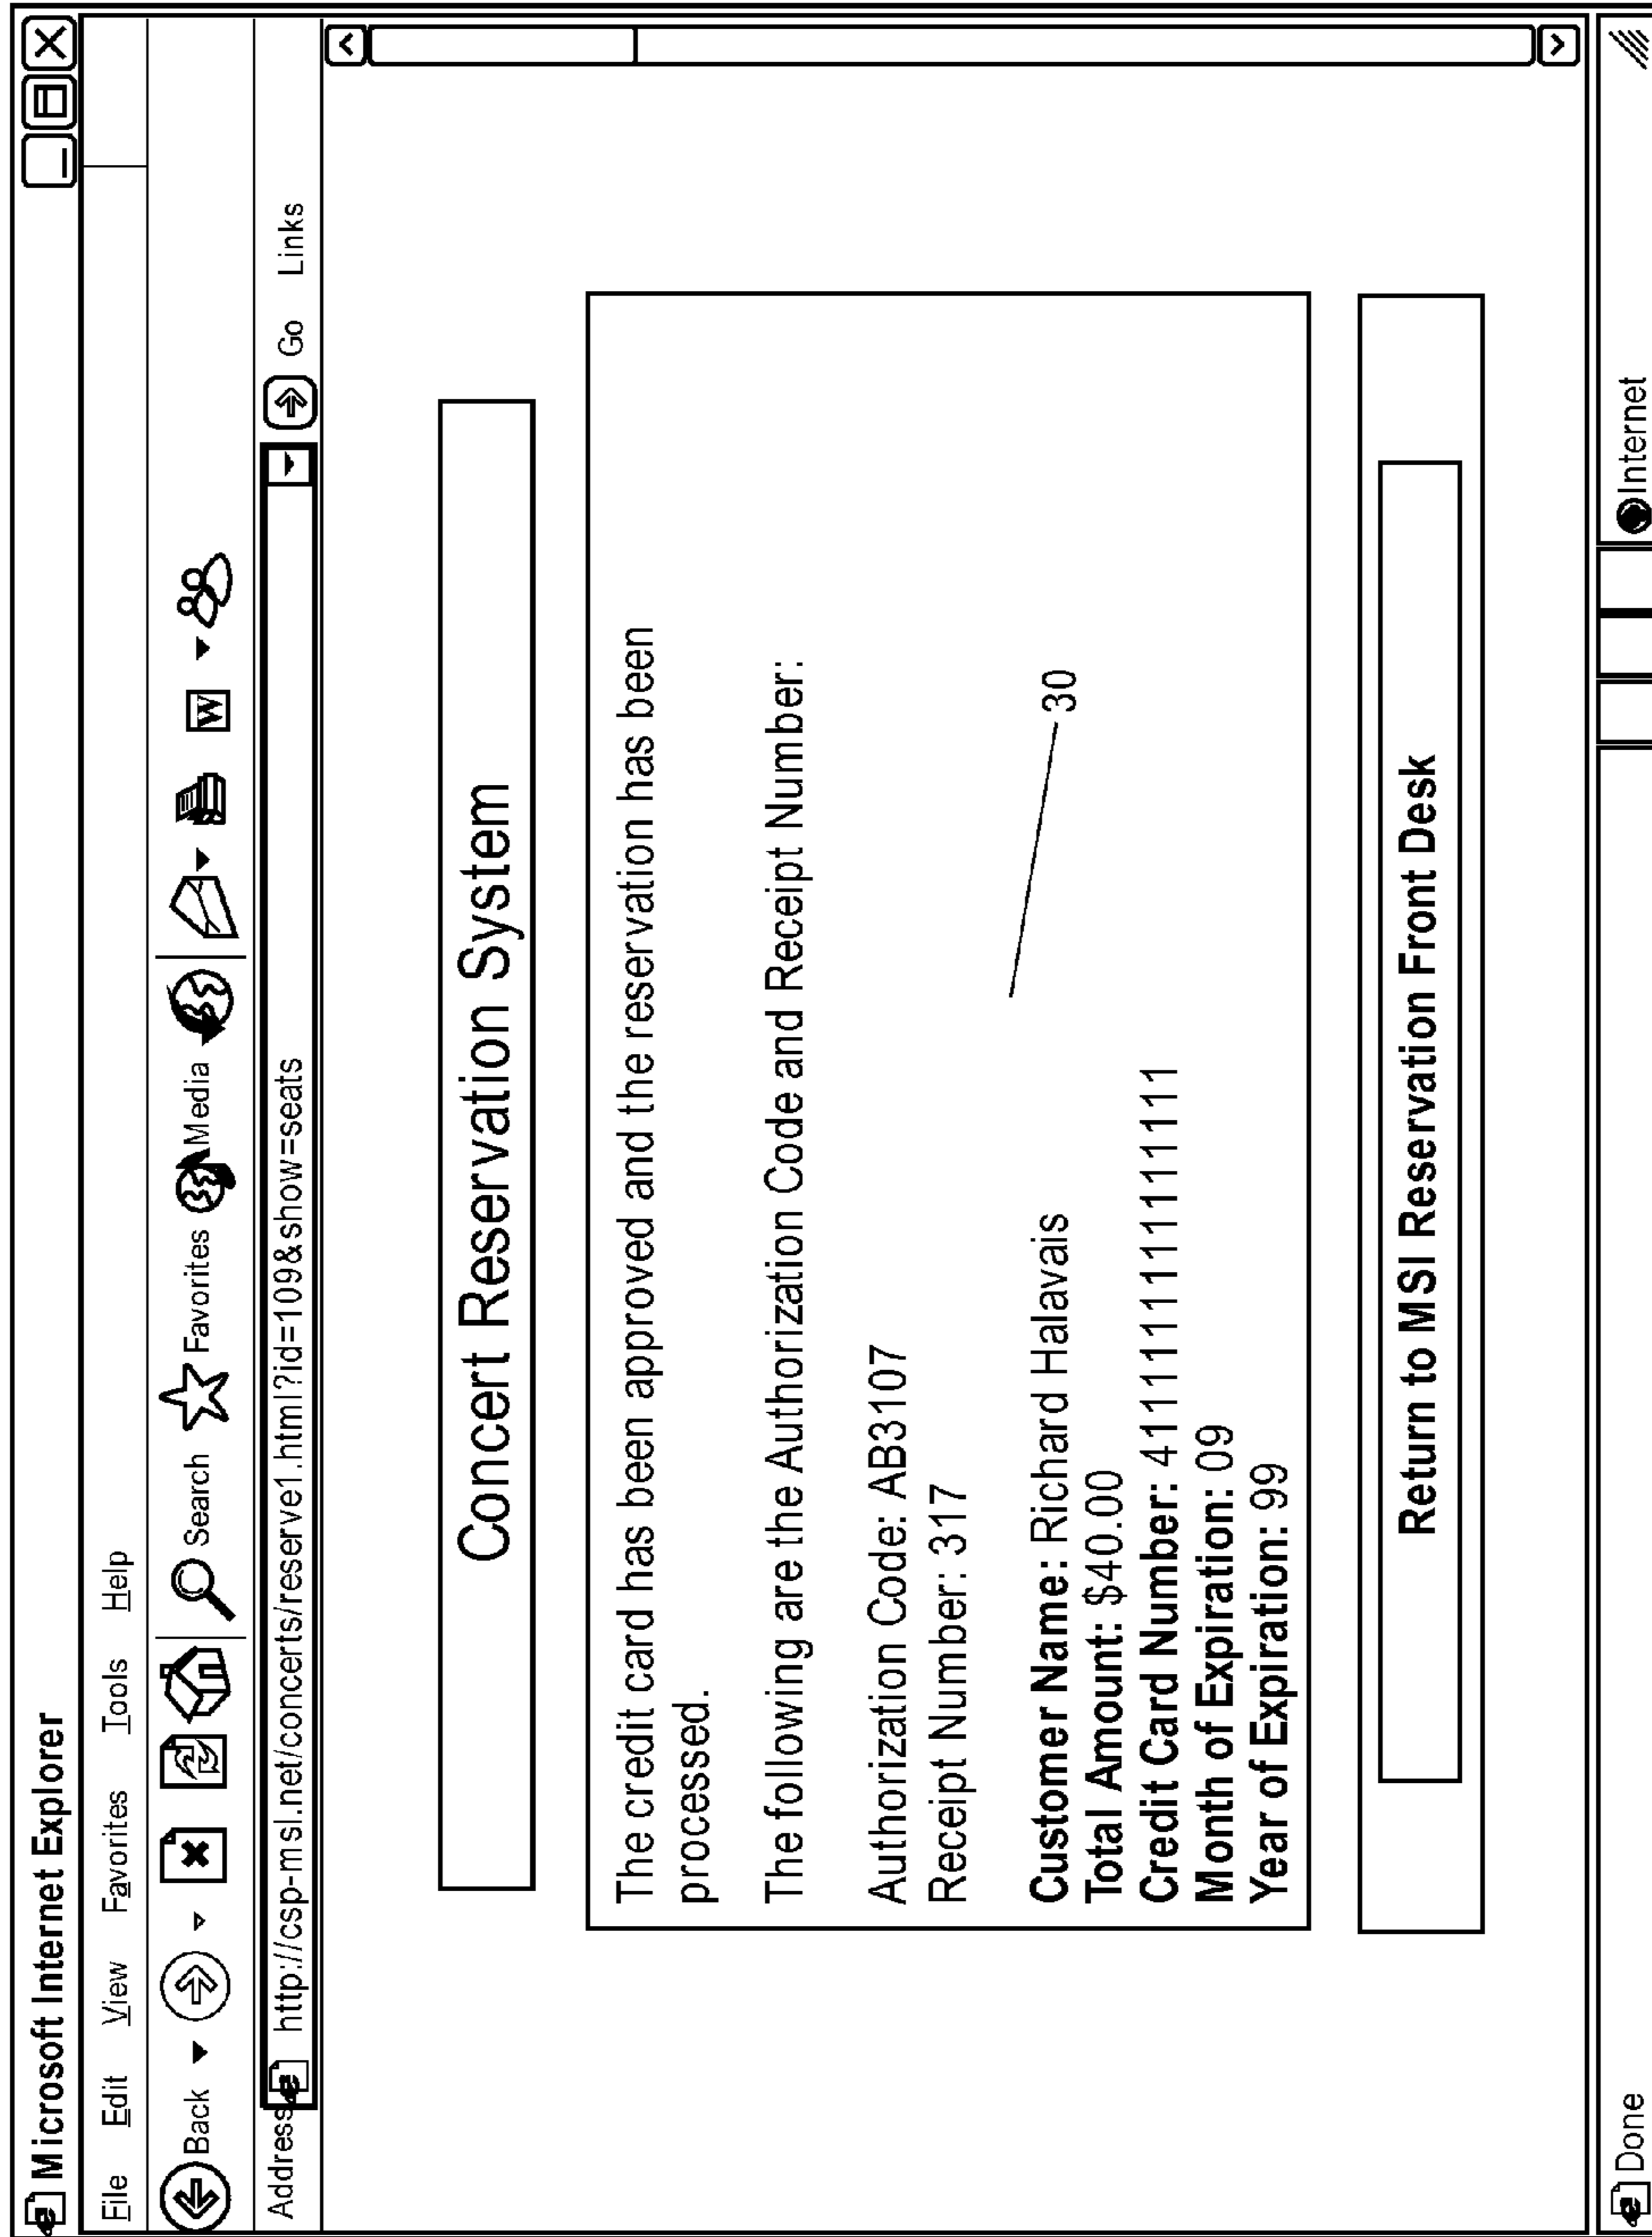 Microsoft Internet Explorer
File Edit View Favorites Tools Help
Back Search Favorites Media W
Address http://csp-msl.net/concerts/reserve1.html?id=109&show=seats Go Links
Concert Reservation System
The credit card has been approved and the reservation has been
processed.
The following are the Authorization Code and Receipt Number:
Authorization Code: AB3107
Receipt Number: 317
30
Customer Name: Richard Halavais
Total Amount: $40.00
Credit Card Number: 4111111111111111
Month of Expiration: 09
Year of Expiration: 99
Return to MSI Reservation Front Desk
Done Internet